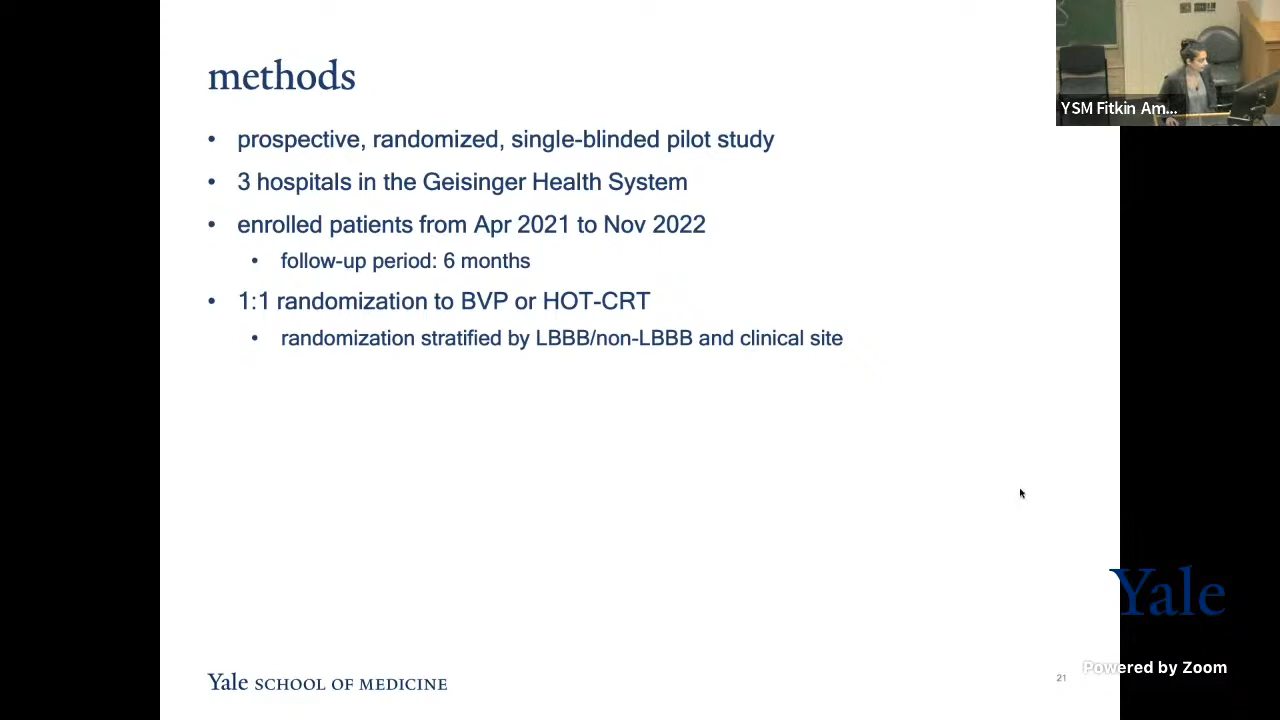 methods
• prospective, randomized, single-blinded pilot study
• 3 hospitals in the Geisinger Health System
• enrolled patients from Apr 2021 to Nov 2022
• follow-up period: 6 months
• 1:1 randomization to BVP or HOT-CRT
• randomization stratified by LBBB/non-LBBB and clinical site
YSM Fitkin Am...
Yale
Powered by Zoom
Yale SCHOOL OF MEDICINE
21